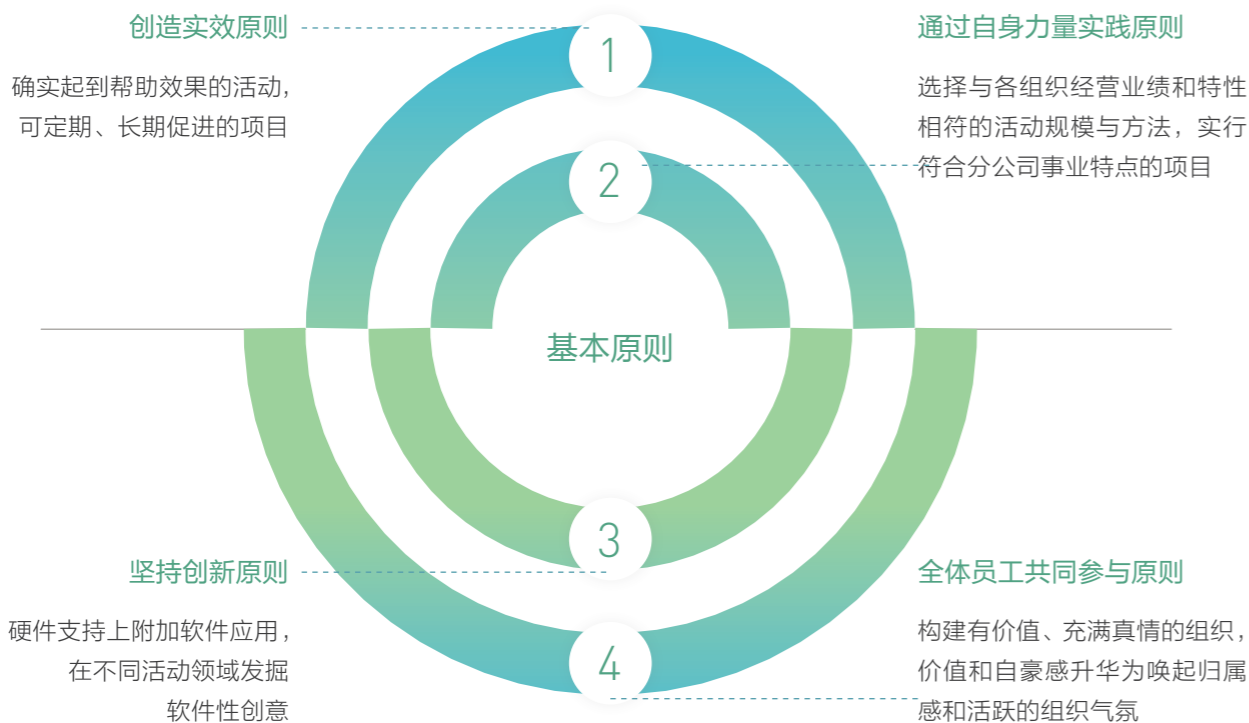 创造实效原则
确实起到帮助效果的活动，
可定期、长期促进的项目
1
通过自身力量实践原则
选择与各组织经营业绩和特性
相符的活动规模与方法，实行
符合分公司事业特点的项目
2
基本原则
3
坚持创新原则
硬件支持上附加软件应用，
在不同活动领域发掘
软件性创意
4
全体员工共同参与原则
构建有价值、充满真情的组织，
价值和自豪感升华为唤起归属
感和活跃的组织气氛